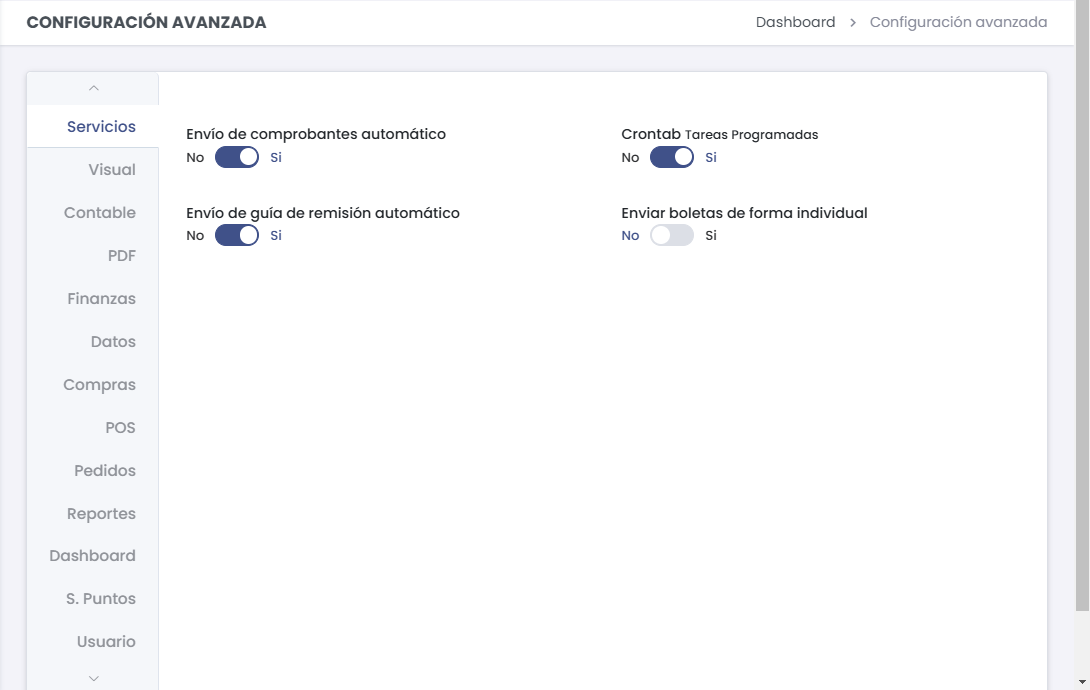 CONFIGURACIÓN AVANZADA
Dashboard > Configuración avanzada
Servicios
Visual
Contable
PDF
Finanzas
Datos
Compras
POS
Pedidos
Reportes
Dashboard
S. Puntos
Usuario
Envío de comprobantes automático
No Si
Crontab Tareas Programadas
No Si
Envío de guía de remisión automático
No Si
Enviar boletas de forma individual
No Si